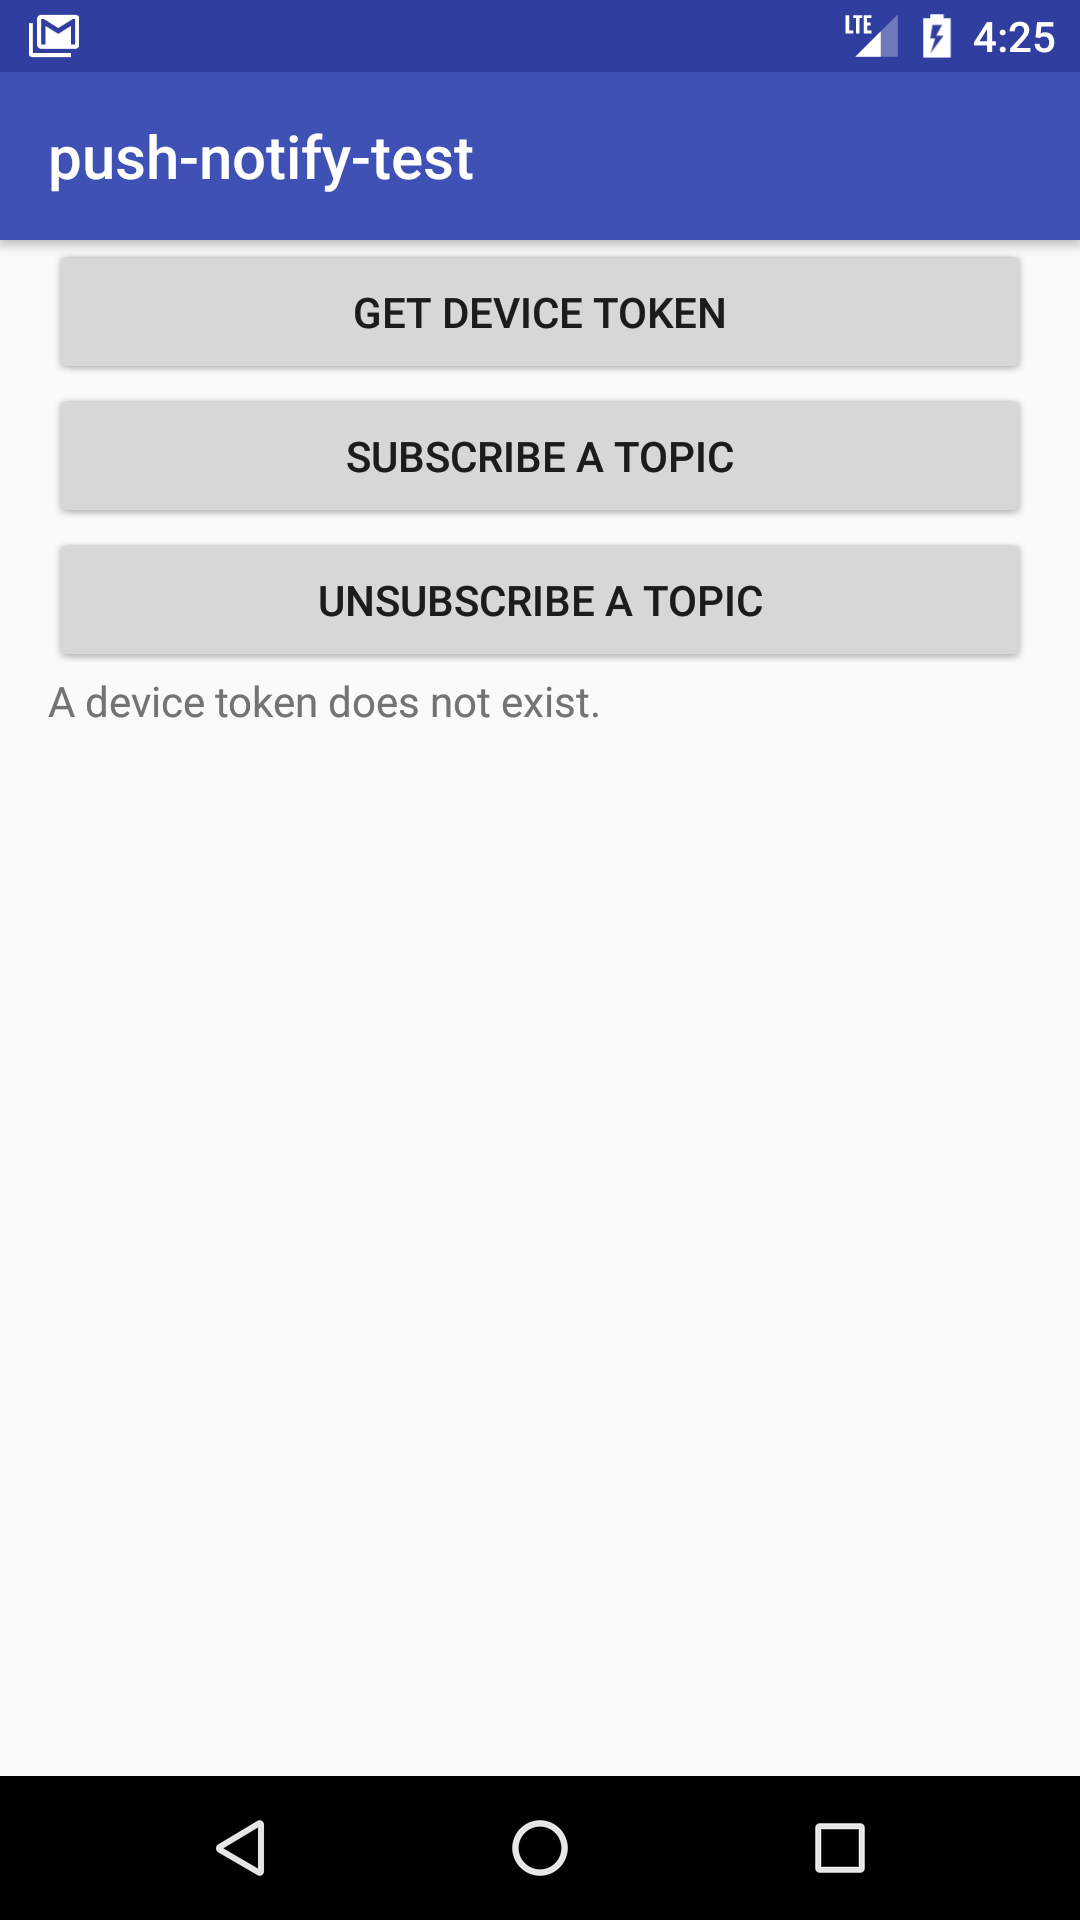 LTE 4:25
push-notify-test
GET DEVICE TOKEN
SUBSCRIBE A TOPIC
UNSUBSCRIBE A TOPIC
A device token does not exist.